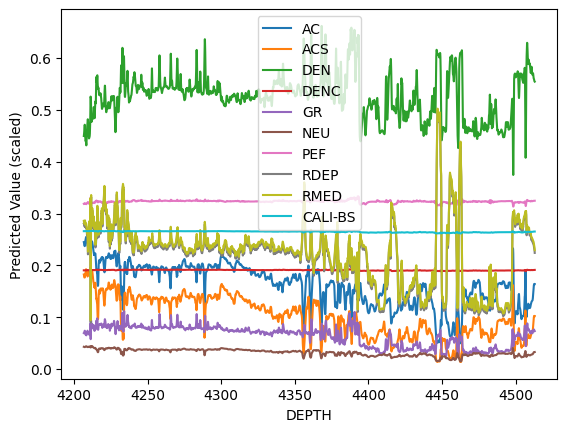 AC
ACS
DEN
DENC
GR
NEU
PEF
RDEP
RMED
CALI-BS
Predicted Value (scaled)
0.6
0.5
0.4
0.3
0.2
0.1
0.0
4200 4250 4300 4350 4400 4450 4500
DEPTH